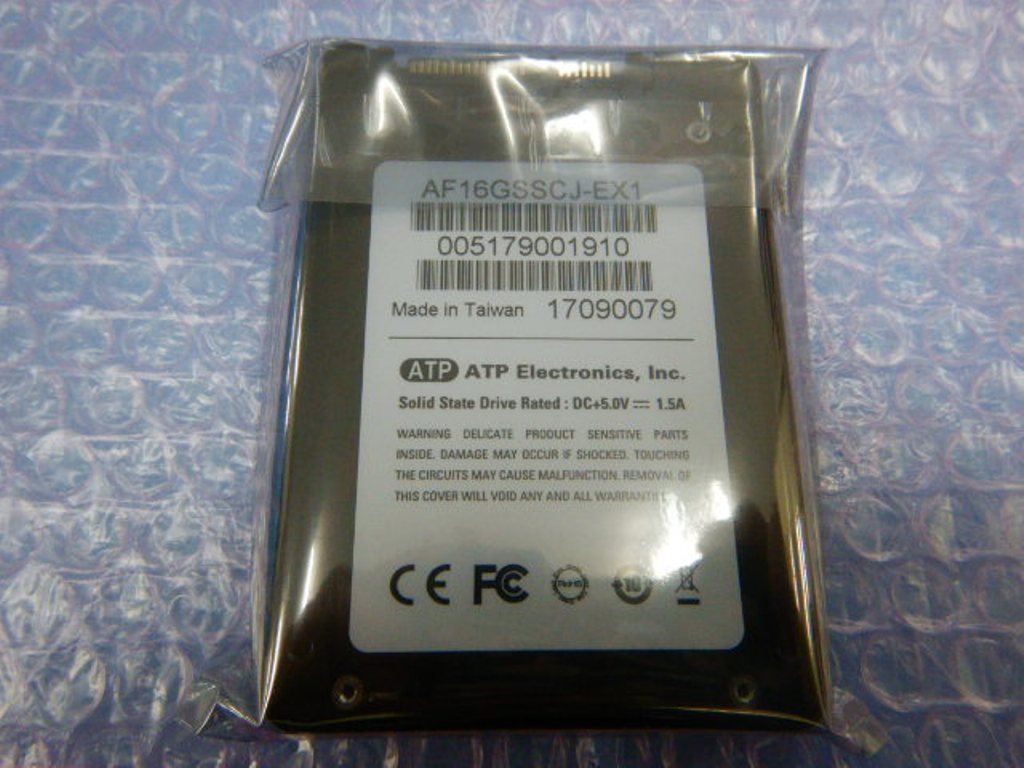 AF16GSSCJ-EX1
005179001910
Made in Taiwan 17090079
ATP ATP Electronics, Inc.
Solid State Drive Rated : DC+5.0V ⎓ 1.5A
WARNING DELICATE PRODUCT SENSITIVE PARTS
INSIDE. DAMAGE MAY OCCUR IF SHOCKED. TOUCHING
THE CIRCUITS MAY CAUSE MALFUNCTION. REMOVAL OF
THIS COVER WILL VOID ANY AND ALL
CE FC RoHS 10